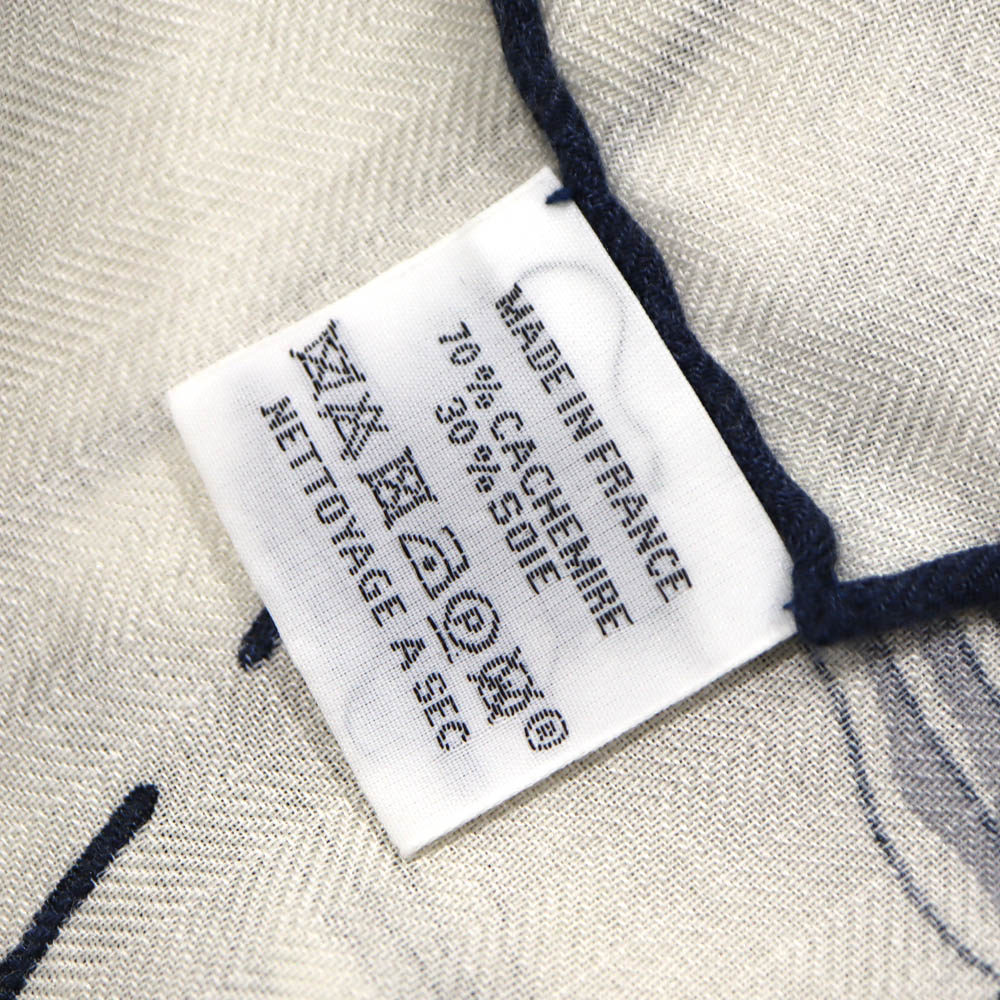 MADE IN FRANCE
70% CACHEMIRE
30% SOIE
P W ®
NETTOYAGE A SEC